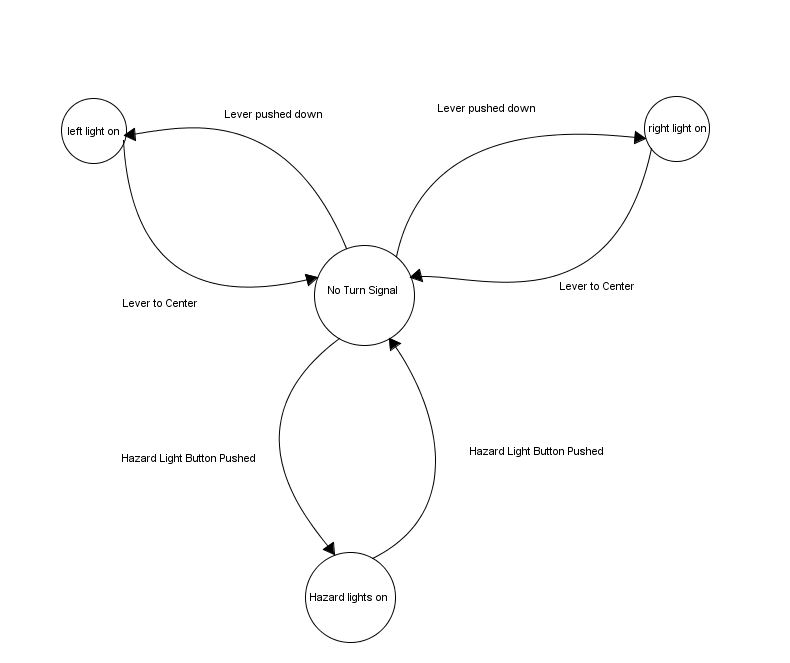 Lever pushed down
Lever pushed down
left light on
right light on
No Turn Signal
Lever to Center
Lever to Center
Hazard Light Button Pushed
Hazard Light Button Pushed
Hazard lights on